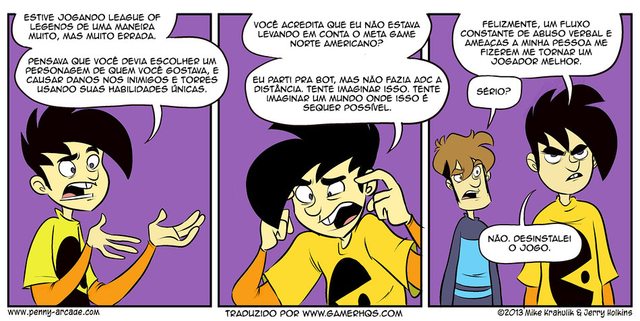 ESTIVE JOGANDO LEAGUE OF
LEGENDS DE UMA MANEIRA
MUITO, MAS MUITO ERRADA.
PENSAVA QUE VOCÊ DEVIA ESCOLHER UM
PERSONAGEM DE QUEM VOCÊ GOSTAVA, E
CAUSAR DANOS NOS INIMIGOS E TORRES
USANDO SUAS HABILIDADES ÚNICAS.
VOCÊ ACREDITA QUE EU NÃO ESTAVA
LEVANDO EM CONTA O META GAME
NORTE AMERICANO?
EU PARTI PRA BOT, MAS NÃO FAZIA ADC A
DISTÂNCIA. TENTE IMAGINAR ISSO. TENTE
IMAGINAR UM MUNDO ONDE ISSO É
SEQUER POSSÍVEL.
FELIZMENTE, UM FLUXO
CONSTANTE DE ABUSO VERBAL E
AMEAÇAS A MINHA PESSOA ME
FIZEREM ME TORNAR UM
JOGADOR MELHOR.
SÉRIO?
NÃO. DESINSTALEI
O JOGO.
www.penny-arcade.com
TRADUZIDO POR WWW.GAMERHQS.COM
©2013 Mike Krahulik & Jerry Holkins